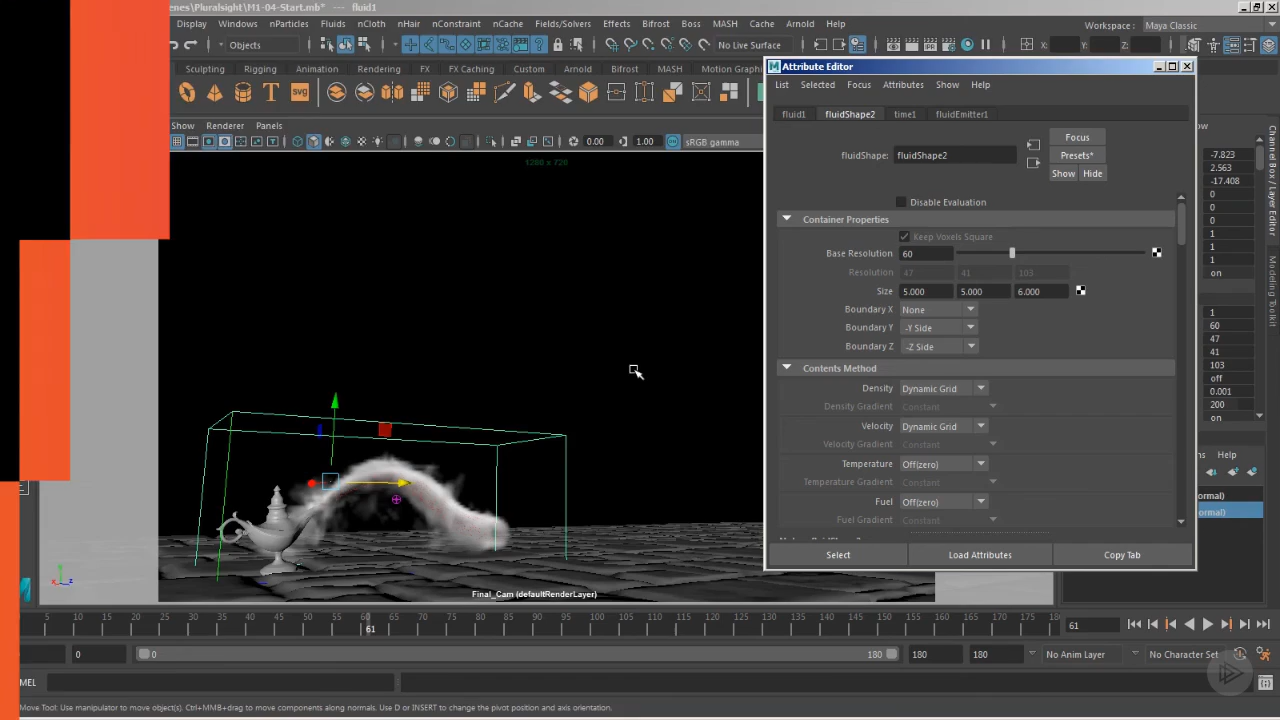 enes\Pluralsight\M1-04-Start.mb* --- fluid1
Display Windows nParticles Fluids nCloth nHair nConstraint nCache Fields/Solvers Effects Bifrost Boss MASH Cache Arnold Help
Workspace : Maya Classic
Objects No Live Surface X: Y: Z:
Sculpting Rigging Animation Rendering FX FX Caching Custom Arnold Bifrost MASH Motion Graphi
Show Renderer Panels
0.00 1.00 sRGB gamma
1280 x 720
Attribute Editor
List Selected Focus Attributes Show Help
fluid1 fluidShape2 time1 fluidEmitter1
fluidShape: fluidShape2
Focus
Presets*
Show Hide
Disable Evaluation
Container Properties
Keep Voxels Square
Base Resolution 60
Resolution 47 41 103
Size 5.000 5.000 6.000
Boundary X None
Boundary Y -Y Side
Boundary Z -Z Side
Contents Method
Density Dynamic Grid
Density Gradient Constant
Velocity Dynamic Grid
Velocity Gradient Constant
Temperature Off(zero)
Temperature Gradient Constant
Fuel Off(zero)
Fuel Gradient Constant
Select Load Attributes Copy Tab
Channel Box / Layer Editor
Modeling Toolkit
-7.823
2.563
-17.408
0
0
0
1
1
1
on
1
60
47
41
103
off
0.001
200
on
ns Help
ormal)
ormal)
Y
X Z
Final_Cam (defaultRenderLayer)
5 10 15 20 25 30 35 40 45 50 55 60 65 70 75 80 85 90 95 100 105 110 115 120 125 130 135 140 145 150 155 160 165 170 175 180
61
61
0 0 180 180 180 No Anim Layer No Character Set
MEL
Move Tool: Use manipulator to move object(s). Ctrl+MMB+drag to move components along normals. Use D or INSERT to change the pivot position and axis orientation.